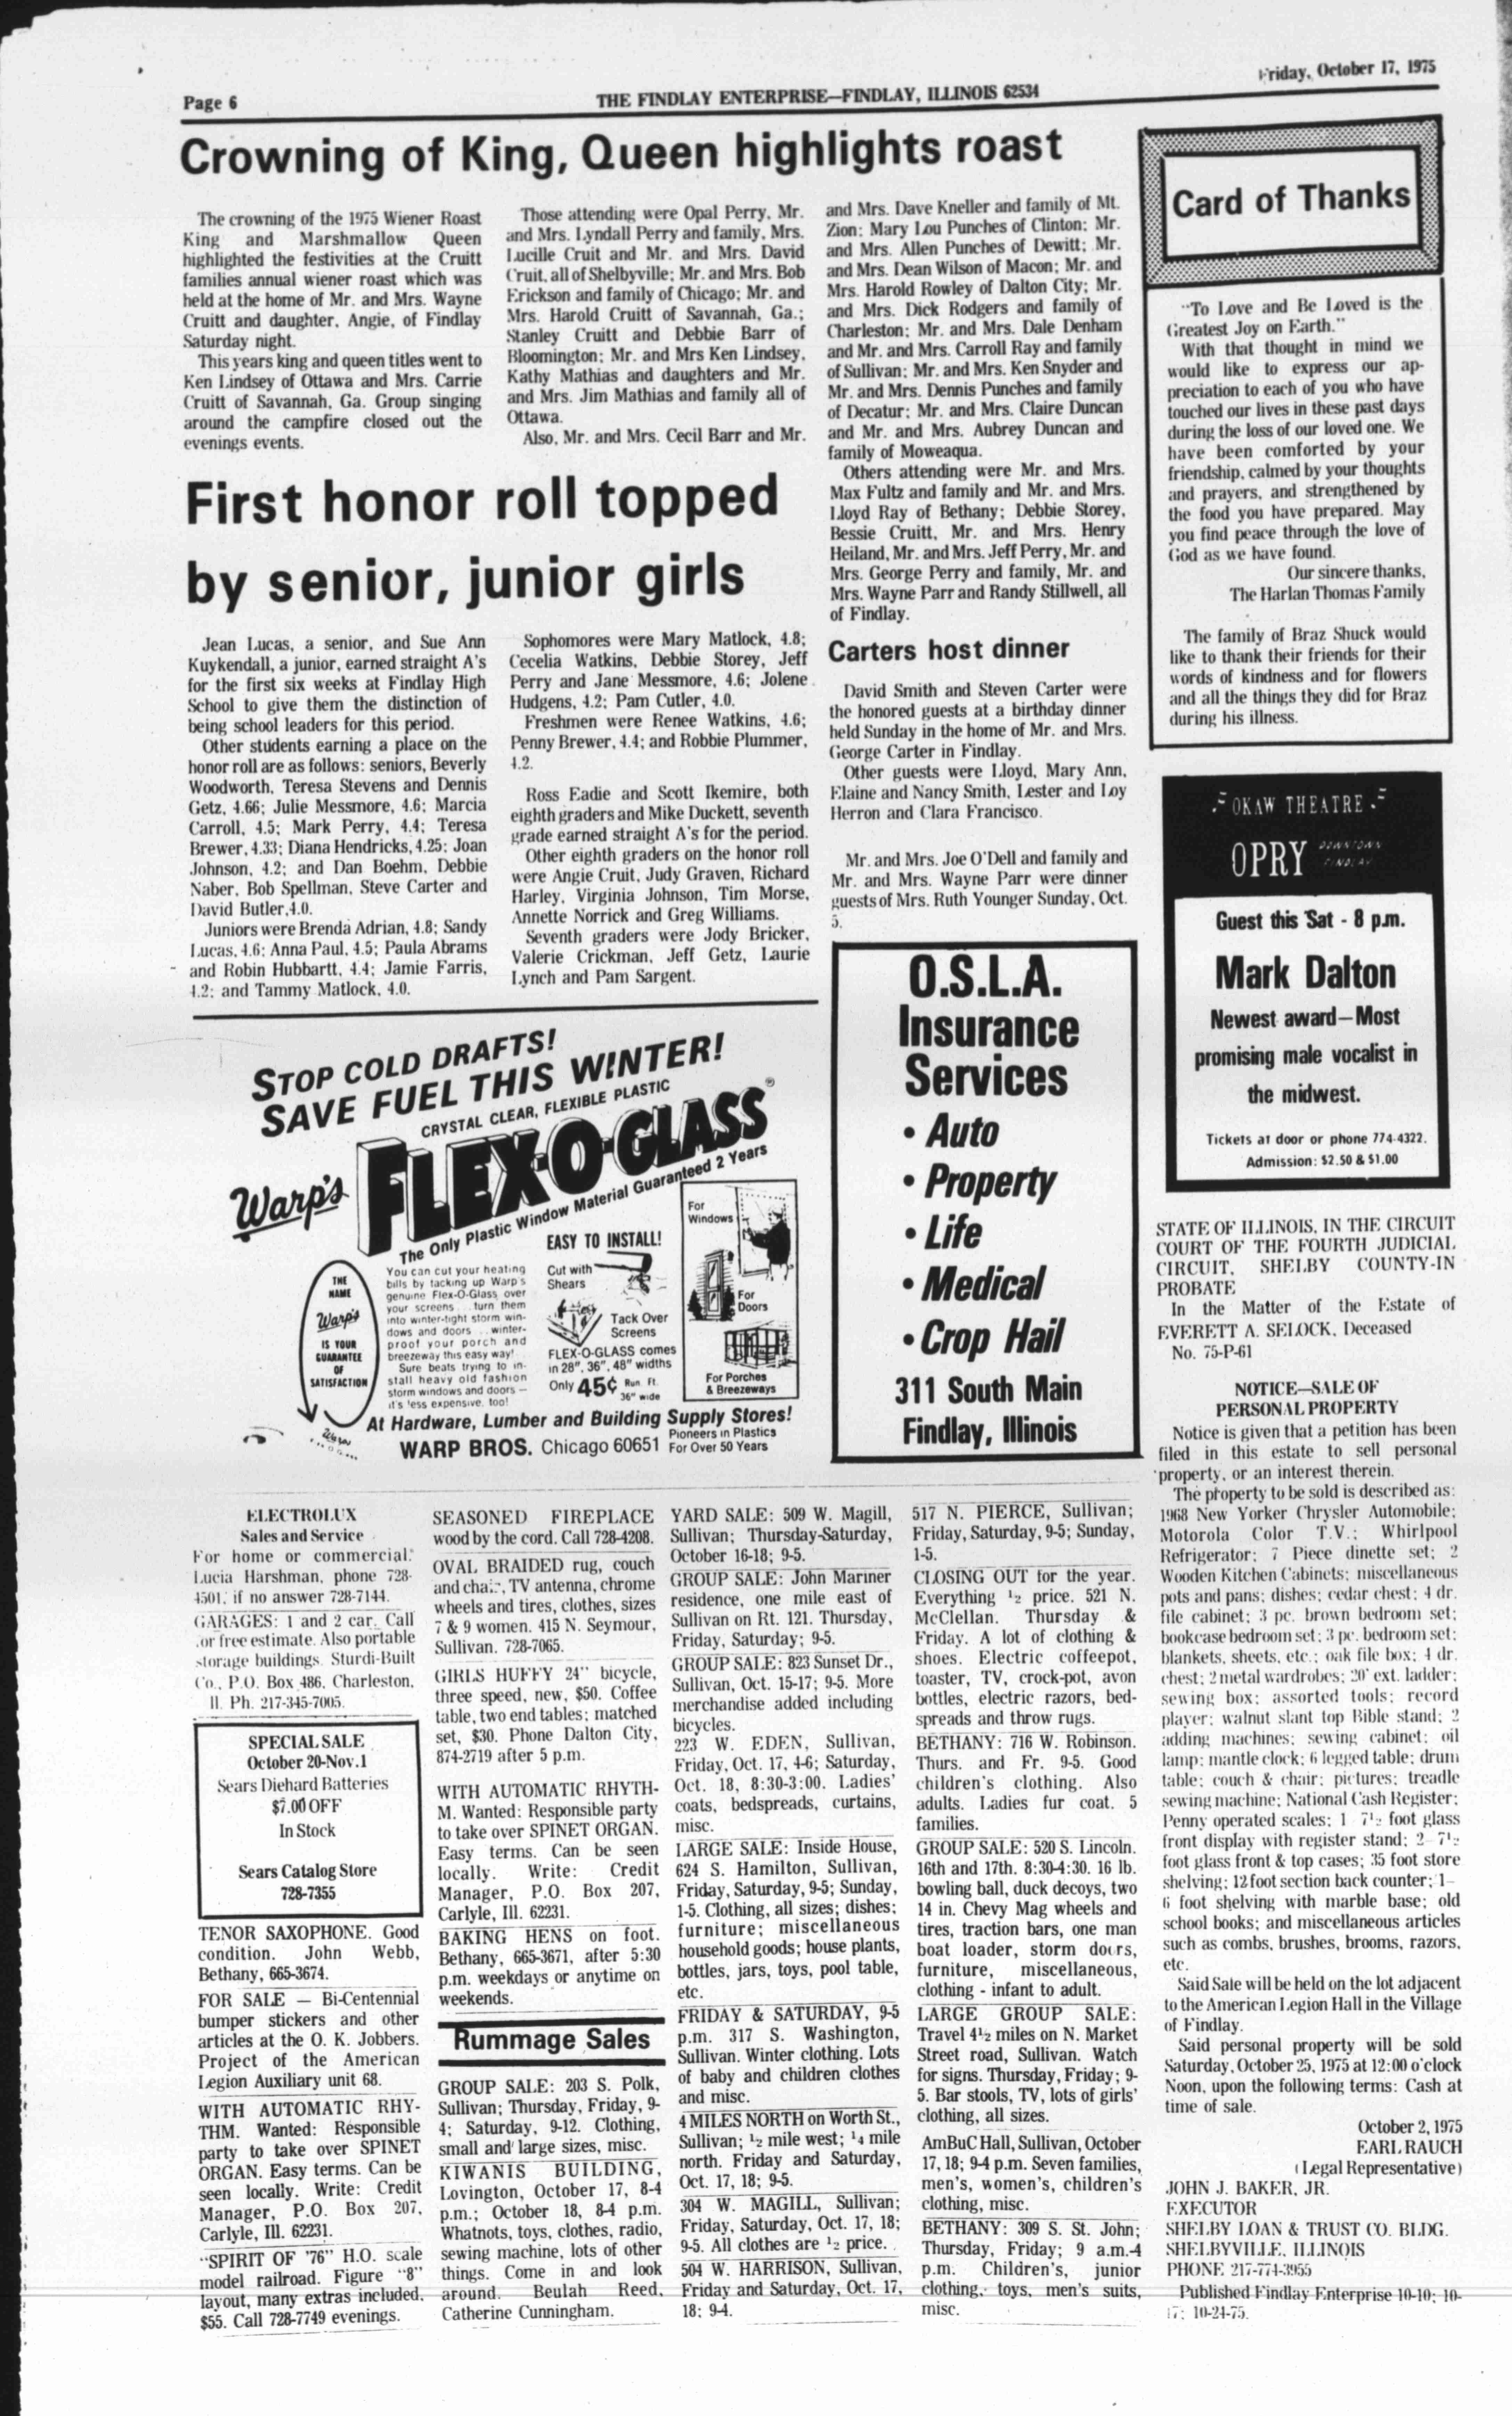 Page 6
THE FINDLAY ENTERPRISE—FINDLAY, ILLINOIS 62534
Friday, October 17, 1975
Crowning of King, Queen highlights roast
The crowning of the 1975 Wiener Roast
King and Marshmallow Queen
highlighted the festivities at the Cruitt
families annual wiener roast which was
held at the home of Mr. and Mrs. Wayne
Cruitt and daughter, Angie, of Findlay
Saturday night.
This years king and queen titles went to
Ken Lindsey of Ottawa and Mrs. Carrie
Cruitt of Savannah, Ga. Group singing
around the campfire closed out the
evenings events.
Those attending were Opal Perry, Mr.
and Mrs. Lyndall Perry and family, Mrs.
Lucille Cruit and Mr. and Mrs. David
Cruit, all of Shelbyville; Mr. and Mrs. Bob
Erickson and family of Chicago; Mr. and
Mrs. Harold Cruitt of Savannah, Ga.;
Stanley Cruitt and Debbie Barr of
Bloomington; Mr. and Mrs Ken Lindsey,
Kathy Mathias and daughters and Mr.
and Mrs. Jim Mathias and family all of
Ottawa.
Also, Mr. and Mrs. Cecil Barr and Mr.
and Mrs. Dave Kneller and family of Mt.
Zion; Mary Lou Punches of Clinton; Mr.
and Mrs. Allen Punches of Dewitt; Mr.
and Mrs. Dean Wilson of Macon; Mr. and
Mrs. Harold Rowley of Dalton City; Mr.
and Mrs. Dick Rodgers and family of
Charleston; Mr. and Mrs. Dale Denham
and Mr. and Mrs. Carroll Ray and family
of Sullivan; Mr. and Mrs. Ken Snyder and
Mr. and Mrs. Dennis Punches and family
of Decatur; Mr. and Mrs. Claire Duncan
and Mr. and Mrs. Aubrey Duncan and
family of Moweaqua.
Others attending were Mr. and Mrs.
Max Fultz and family and Mr. and Mrs.
Lloyd Ray of Bethany; Debbie Storey,
Bessie Cruitt, Mr. and Mrs. Henry
Heiland, Mr. and Mrs. Jeff Perry, Mr. and
Mrs. George Perry and family, Mr. and
Mrs. Wayne Parr and Randy Stillwell, all
of Findlay.
First honor roll topped
by senior, junior girls
Jean Lucas, a senior, and Sue Ann
Kuykendall, a junior, earned straight A's
for the first six weeks at Findlay High
School to give them the distinction of
being school leaders for this period.
Other students earning a place on the
honor roll are as follows: seniors, Beverly
Woodworth, Teresa Stevens and Dennis
Getz, 4.66; Julie Messmore, 4.6; Marcia
Carroll, 4.5; Mark Perry, 4.4; Teresa
Brewer, 4.33; Diana Hendricks, 4.25; Joan
Johnson, 4.2; and Dan Boehm, Debbie
Naber, Bob Spellman, Steve Carter and
David Butler, 4.0.
Juniors were Brenda Adrian, 4.8; Sandy
Lucas, 4.6; Anna Paul, 4.5; Paula Abrams
and Robin Hubbartt, 4.4; Jamie Farris,
4.2; and Tammy Matlock, 4.0.
Sophomores were Mary Matlock, 4.8;
Cecelia Watkins, Debbie Storey, Jeff
Perry and Jane Messmore, 4.6; Jolene
Hudgens, 4.2; Pam Cutler, 4.0.
Freshmen were Renee Watkins, 4.6;
Penny Brewer, 4.4; and Robbie Plummer,
4.2.
Ross Eadie and Scott Ikemire, both
eighth graders and Mike Duckett, seventh
grade earned straight A's for the period.
Other eighth graders on the honor roll
were Angie Cruit, Judy Graven, Richard
Harley, Virginia Johnson, Tim Morse,
Annette Norrick and Greg Williams.
Seventh graders were Jody Bricker,
Valerie Crickman, Jeff Getz, Laurie
Lynch and Pam Sargent.
Carters host dinner
David Smith and Steven Carter were
the honored guests at a birthday dinner
held Sunday in the home of Mr. and Mrs.
George Carter in Findlay.
Other guests were Lloyd, Mary Ann,
Elaine and Nancy Smith, Lester and Loy
Herron and Clara Francisco.
Mr. and Mrs. Joe O'Dell and family and
Mr. and Mrs. Wayne Parr were dinner
guests of Mrs. Ruth Younger Sunday, Oct.
5.
Card of Thanks
"To Love and Be Loved is the
Greatest Joy on Earth."
With that thought in mind we
would like to express our ap-
preciation to each of you who have
touched our lives in these past days
during the loss of our loved one. We
have been comforted by your
friendship, calmed by your thoughts
and prayers, and strengthened by
the food you have prepared. May
you find peace through the love of
God as we have found.
Our sincere thanks,
The Harlan Thomas Family
The family of Braz Shuck would
like to thank their friends for their
words of kindness and for flowers
and all the things they did for Braz
during his illness.
OKAW THEATRE
OPRY
DOWNTOWN
FINDLAY
Guest this Sat - 8 p.m.
Mark Dalton
Newest award—Most
promising male vocalist in
the midwest.
Tickets at door or phone 774-4322.
Admission: $2.50 & $1.00
STOP COLD DRAFTS!
SAVE FUEL THIS WINTER!
CRYSTAL CLEAR, FLEXIBLE PLASTIC
Warp's FLEX-O-GLASS®
The Only Plastic Window Material Guaranteed 2 Years
THE
NAME
Warp's
IS YOUR
GUARANTEE
OF
SATISFACTION
You can cut your heating
bills by tacking up Warp's
genuine Flex-O-Glass over
your screens... turn them
into winter-tight storm win-
dows and doors... winter-
proof your porch and
breezeway this easy way!
Sure beats trying to in-
stall heavy old fashion
storm windows and doors —
it's less expensive, too!
EASY TO INSTALL!
Cut with
Shears
Tack Over
Screens
FLEX-O-GLASS comes
in 28", 36", 48" widths
Only 45¢ Run. Ft.
36" wide
For
Windows
For
Doors
For Porches
& Breezeways
At Hardware, Lumber and Building Supply Stores!
WARP BROS. Chicago 60651 Pioneers in Plastics
For Over 50 Years
O.S.L.A.
Insurance
Services
• Auto
• Property
• Life
• Medical
• Crop Hail
311 South Main
Findlay, Illinois
ELECTROLUX
Sales and Service
For home or commercial.
Lucia Harshman, phone 728-
4501, if no answer 728-7144.
GARAGES: 1 and 2 car. Call
for free estimate. Also portable
storage buildings. Sturdi-Built
Co., P.O. Box 486, Charleston,
Il. Ph. 217-345-7005.
SPECIAL SALE
October 20-Nov.1
Sears Diehard Batteries
$7.00 OFF
In Stock
Sears Catalog Store
728-7355
TENOR SAXOPHONE. Good
condition. John Webb,
Bethany, 665-3674.
FOR SALE — Bi-Centennial
bumper stickers and other
articles at the O. K. Jobbers.
Project of the American
Legion Auxiliary unit 68.
WITH AUTOMATIC RHY-
THM. Wanted: Responsible
party to take over SPINET
ORGAN. Easy terms. Can be
seen locally. Write: Credit
Manager, P.O. Box 207,
Carlyle, Ill. 62231.
"SPIRIT OF '76" H.O. scale
model railroad. Figure "8"
layout, many extras included.
$55. Call 728-7749 evenings.
SEASONED FIREPLACE
wood by the cord. Call 728-4208.
OVAL BRAIDED rug, couch
and chair, TV antenna, chrome
wheels and tires, clothes, sizes
7 & 9 women. 415 N. Seymour,
Sullivan. 728-7065.
GIRLS HUFFY 24" bicycle,
three speed, new, $50. Coffee
table, two end tables; matched
set, $30. Phone Dalton City,
874-2719 after 5 p.m.
WITH AUTOMATIC RHYTH-
M. Wanted: Responsible party
to take over SPINET ORGAN.
Easy terms. Can be seen
locally. Write: Credit
Manager, P.O. Box 207,
Carlyle, Ill. 62231.
BAKING HENS on foot.
Bethany, 665-3671, after 5:30
p.m. weekdays or anytime on
weekends.
Rummage Sales
GROUP SALE: 203 S. Polk,
Sullivan; Thursday, Friday, 9-
4; Saturday, 9-12. Clothing,
small and large sizes, misc.
KIWANIS BUILDING,
Lovington, October 17, 8-4
p.m.; October 18, 8-4 p.m.
Whatnots, toys, clothes, radio,
sewing machine, lots of other
things. Come in and look
around. Beulah Reed,
Catherine Cunningham.
YARD SALE: 509 W. Magill,
Sullivan; Thursday-Saturday,
October 16-18; 9-5.
GROUP SALE: John Mariner
residence, one mile east of
Sullivan on Rt. 121. Thursday,
Friday, Saturday; 9-5.
GROUP SALE: 823 Sunset Dr.,
Sullivan, Oct. 15-17; 9-5. More
merchandise added including
bicycles.
223 W. EDEN, Sullivan,
Friday, Oct. 17, 4-6; Saturday,
Oct. 18, 8:30-3:00. Ladies'
coats, bedspreads, curtains,
misc.
LARGE SALE: Inside House,
624 S. Hamilton, Sullivan,
Friday, Saturday, 9-5; Sunday,
1-5. Clothing, all sizes; dishes;
furniture; miscellaneous
household goods; house plants,
bottles, jars, toys, pool table,
etc.
FRIDAY & SATURDAY, 9-5
p.m. 317 S. Washington,
Sullivan. Winter clothing. Lots
of baby and children clothes
and misc.
4 MILES NORTH on Worth St.,
Sullivan; ½ mile west; ¼ mile
north. Friday and Saturday,
Oct. 17, 18; 9-5.
304 W. MAGILL, Sullivan;
Friday, Saturday, Oct. 17, 18;
9-5. All clothes are ½ price.
504 W. HARRISON, Sullivan,
Friday and Saturday, Oct. 17,
18; 9-4.
517 N. PIERCE, Sullivan;
Friday, Saturday, 9-5; Sunday,
1-5.
CLOSING OUT for the year.
Everything ½ price. 521 N.
McClellan. Thursday &
Friday. A lot of clothing &
shoes. Electric coffeepot,
toaster, TV, crock-pot, avon
bottles, electric razors, bed-
spreads and throw rugs.
BETHANY: 716 W. Robinson.
Thurs. and Fr. 9-5. Good
children's clothing. Also
adults. Ladies fur coat. 5
families.
GROUP SALE: 520 S. Lincoln.
16th and 17th. 8:30-4:30. 16 lb.
bowling ball, duck decoys, two
14 in. Chevy Mag wheels and
tires, traction bars, one man
boat loader, storm doors,
furniture, miscellaneous,
clothing - infant to adult.
LARGE GROUP SALE:
Travel 4½ miles on N. Market
Street road, Sullivan. Watch
for signs. Thursday, Friday; 9-
5. Bar stools, TV, lots of girls'
clothing, all sizes.
AmBuC Hall, Sullivan, October
17, 18; 9-4 p.m. Seven families,
men's, women's, children's
clothing, misc.
BETHANY: 309 S. St. John;
Thursday, Friday; 9 a.m.-4
p.m. Children's, junior
clothing, toys, men's suits,
misc.
STATE OF ILLINOIS, IN THE CIRCUIT
COURT OF THE FOURTH JUDICIAL
CIRCUIT, SHELBY COUNTY-IN
PROBATE
In the Matter of the Estate of
EVERETT A. SELOCK, Deceased
No. 75-P-61
NOTICE—SALE OF
PERSONAL PROPERTY
Notice is given that a petition has been
filed in this estate to sell personal
property, or an interest therein.
The property to be sold is described as:
1968 New Yorker Chrysler Automobile;
Motorola Color T.V.; Whirlpool
Refrigerator; 7 Piece dinette set; 2
Wooden Kitchen Cabinets; miscellaneous
pots and pans; dishes; cedar chest; 4 dr.
file cabinet; 3 pc. brown bedroom set;
bookcase bedroom set; 3 pc. bedroom set;
blankets, sheets, etc.; oak file box; 4 dr.
chest; 2 metal wardrobes; 20' ext. ladder;
sewing box; assorted tools; record
player; walnut slant top Bible stand; 2
adding machines; sewing cabinet; oil
lamp; mantle clock; 6 legged table; drum
table; couch & chair; pictures; treadle
sewing machine; National Cash Register;
Penny operated scales; 1 7½ foot glass
front display with register stand; 2 7½
foot glass front & top cases; 35 foot store
shelving; 12 foot section back counter; 1-
6 foot shelving with marble base; old
school books; and miscellaneous articles
such as combs, brushes, brooms, razors,
etc.
Said Sale will be held on the lot adjacent
to the American Legion Hall in the Village
of Findlay.
Said personal property will be sold
Saturday, October 25, 1975 at 12:00 o'clock
Noon, upon the following terms: Cash at
time of sale.
October 2, 1975
EARL RAUCH
(Legal Representative)
JOHN J. BAKER, JR.
EXECUTOR
SHELBY LOAN & TRUST CO. BLDG.
SHELBYVILLE, ILLINOIS
PHONE 217-774-3955
Published Findlay Enterprise 10-10; 10-
17; 10-24-75.